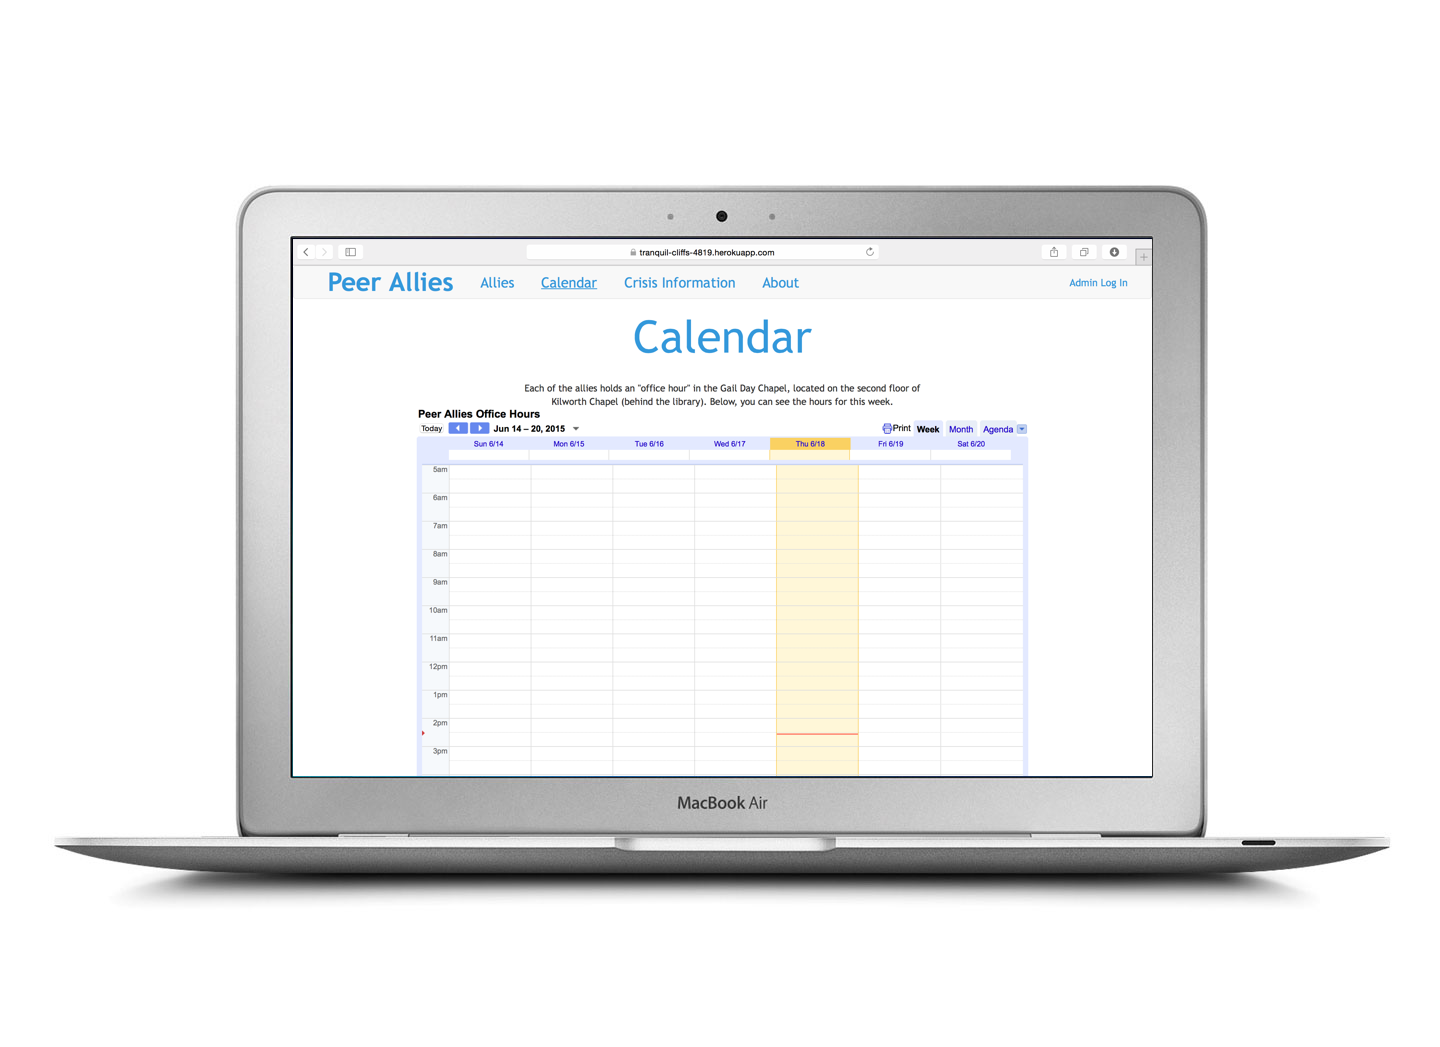 tranquil-cliffs-4819.herokuapp.com
Peer Allies Allies Calendar Crisis Information About Admin Log In
Calendar
Each of the allies holds an "office hour" in the Gail Day Chapel, located on the second floor of
Kilworth Chapel (behind the library). Below, you can see the hours for this week.
Peer Allies Office Hours
Today Jun 14 – 20, 2015 Print Week Month Agenda
Sun 6/14 Mon 6/15 Tue 6/16 Wed 6/17 Thu 6/18 Fri 6/19 Sat 6/20
5am
6am
7am
8am
9am
10am
11am
12pm
1pm
2pm
3pm
MacBook Air